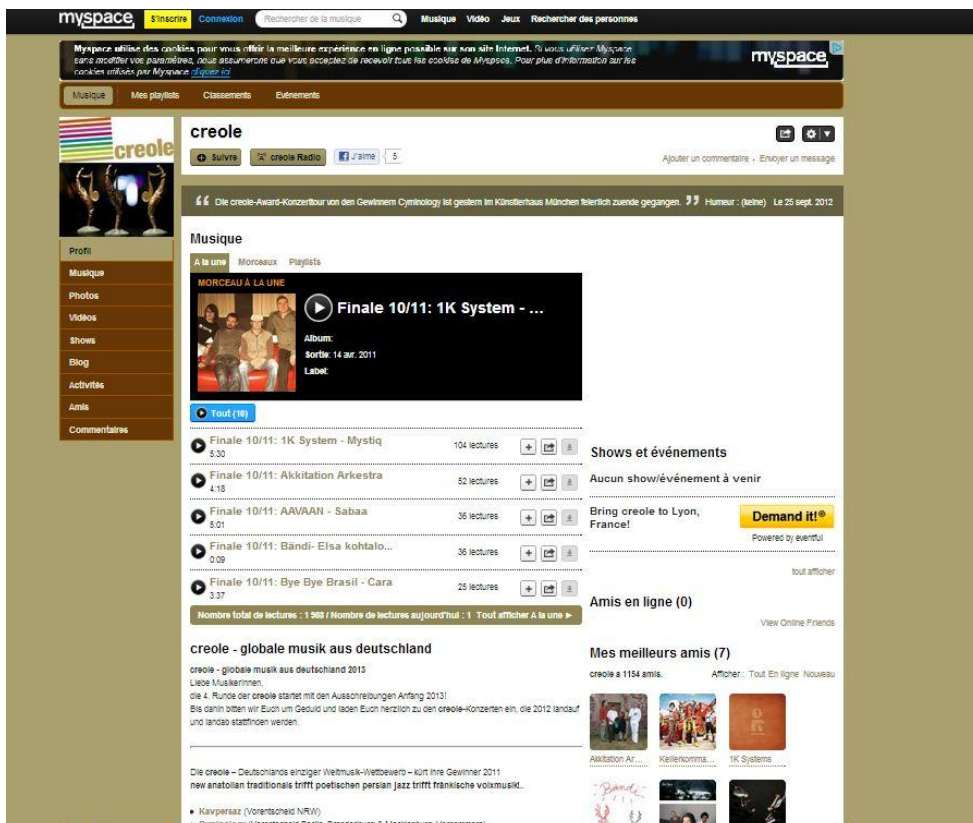 myspace S'inscrire Connexion Rechercher de la musique Musique Vidéo Jeux Rechercher des personnes
Myspace utilise des cookies pour vous offrir la meilleure expérience en ligne possible sur son site Internet. Si vous utiliser Myspace
sans modifier vos paramètres, nous assumerons que vous acceptez de recevoir tous les cookies de Myspace. Pour plus d'information sur les
cookies utilisés par Myspace cliquez ici
myspace
Musique Mes playlists Classements Evénements
creole
creole
Suivre creole Radio J'aime 5
Ajouter un commentaire - Envoyer un message
Die creole-Award-Konzerttour von den Gewinnern Cyminology ist gestern im Künstlerhaus München feierlich zuende gegangen. Humeur : (keine) Le 25 sept. 2012
Profil
Musique
Photos
Vidéos
Shows
Blog
Activités
Amis
Commentaires
Musique
A la une Morceaux Playlists
MORCEAU À LA UNE
Finale 10/11: 1K System - ...
Album:
Sortie: 14 avr. 2011
Label:
Tout (16)
Finale 10/11: 1K System - Mystiq 104 lectures
5:30
Finale 10/11: Akkitation Arkestra 52 lectures
4:18
Finale 10/11: AAVAAN - Sabaa 36 lectures
5:01
Finale 10/11: Bändi- Elsa kohtalo... 36 lectures
0:09
Finale 10/11: Bye Bye Brasil - Cara 25 lectures
3:37
Nombre total de lectures : 1 968 / Nombre de lectures aujourd'hui : 1 Tout afficher A la une
creole - globale musik aus deutschland
creole - globale musik aus deutschland 2013
Liebe MusikerInnen,
die 4. Runde der creole startet mit den Ausschreibungen Anfang 2013!
Bis dahin bitten wir Euch um Geduld und laden Euch herzlich zu den creole-Konzerten ein, die 2012 landauf
und landab stattfinden werden.
Die creole – Deutschlands einziger Weltmusik-Wettbewerb – kürt ihre Gewinner 2011
new anatolian traditionals trifft poetischen persian jazz trifft fränkische volxmusik!.
Kavpersaz (Vorentscheid NRW)
Shows et événements
Aucun show/événement à venir
Bring creole to Lyon,
France!
Demand it!®
Powered by eventful
tout afficher
Amis en ligne (0)
View Online Friends
Mes meilleurs amis (7)
creole a 1154 amis. Afficher : Tout En ligne Nouveau
Akkitation Ar... Kellerkomma... 1K Systems
Bändi